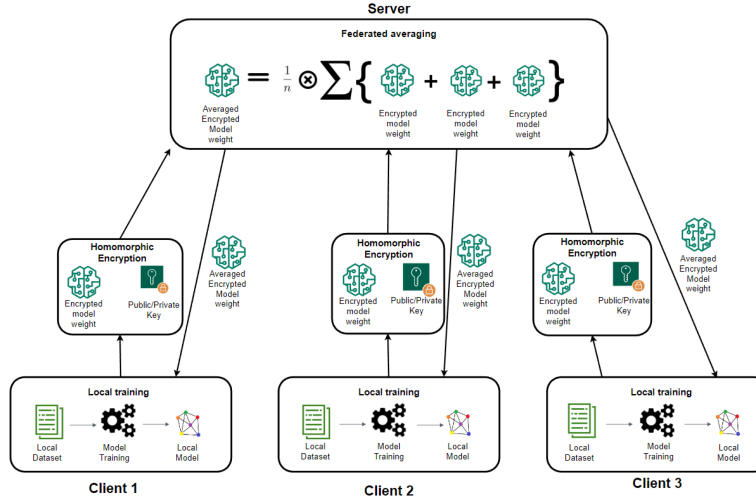 Server
Federated averaging
= 1/n ⊗ ∑ { + + }
Averaged
Encrypted
Model
weight
Encrypted
model
weight
Encrypted
model
weight
Encrypted
model
weight
Homomorphic
Encryption
Encrypted
model
weight
Public/Private
Key
Averaged
Encrypted
Model
weight
Homomorphic
Encryption
Encrypted
model
weight
Public/Private
Key
Averaged
Encrypted
Model
weight
Homomorphic
Encryption
Encrypted
model
weight
Public/Private
Key
Averaged
Encrypted
Model
weight
Local training
Local
Dataset
Model
Training
Local
Model
Client 1
Local training
Local
Dataset
Model
Training
Local
Model
Client 2
Local training
Local
Dataset
Model
Training
Local
Model
Client 3